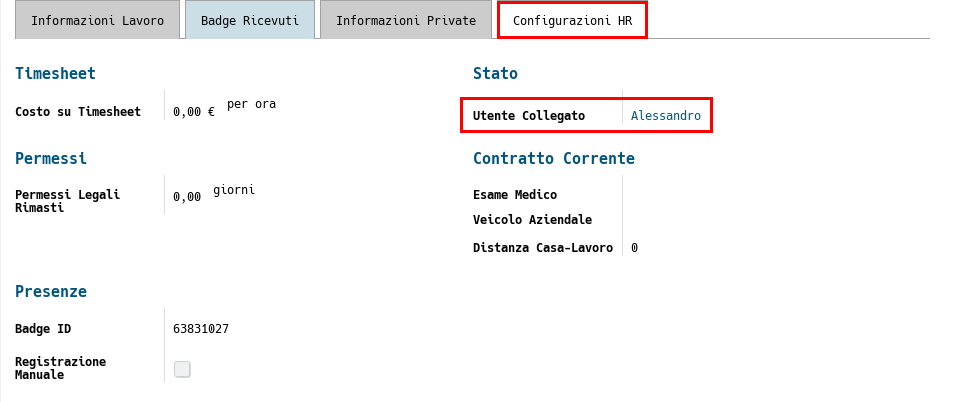 Informazioni Lavoro
Badge Ricevuti
Informazioni Private
Configurazioni HR
Timesheet
Costo su Timesheet
0,00 €
per ora
Stato
Utente Collegato
Alessandro
Permessi
Permessi Legali
Rimasti
0,00
giorni
Contratto Corrente
Esame Medico
Veicolo Aziendale
Distanza Casa-Lavoro
0
Presenze
Badge ID
63831027
Registrazione
Manuale